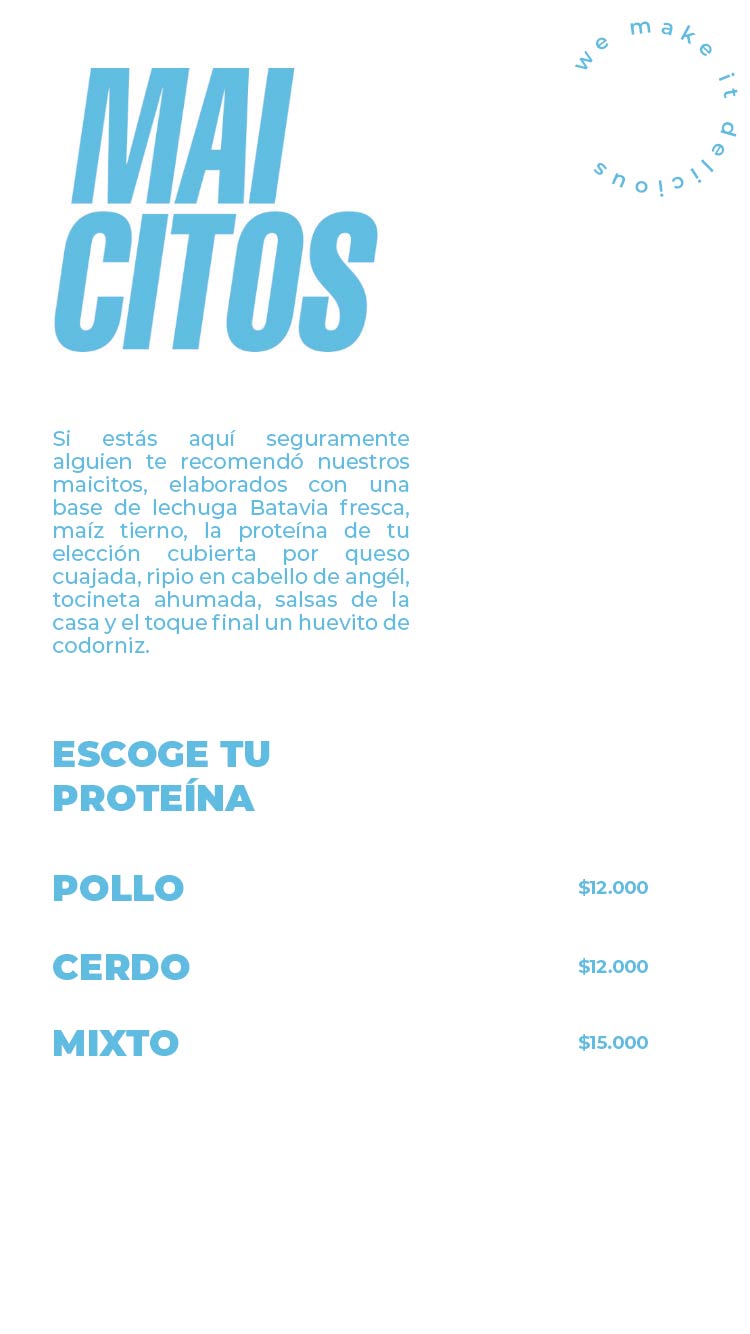 we make it delicious
MAI
CITOS
Si estás aquí seguramente
alguien te recomendó nuestros
maicitos, elaborados con una
base de lechuga Batavia fresca,
maíz tierno, la proteína de tu
elección cubierta por queso
cuajada, ripio en cabello de angél,
tocineta ahumada, salsas de la
casa y el toque final un huevito de
codorniz.
ESCOGE TU
PROTEÍNA
POLLO $12.000
CERDO $12.000
MIXTO $15.000